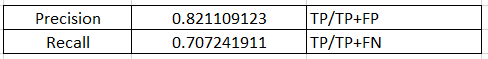 Precision 0.821109123 TP/TP+FP
Recall 0.707241911 TP/TP+FN